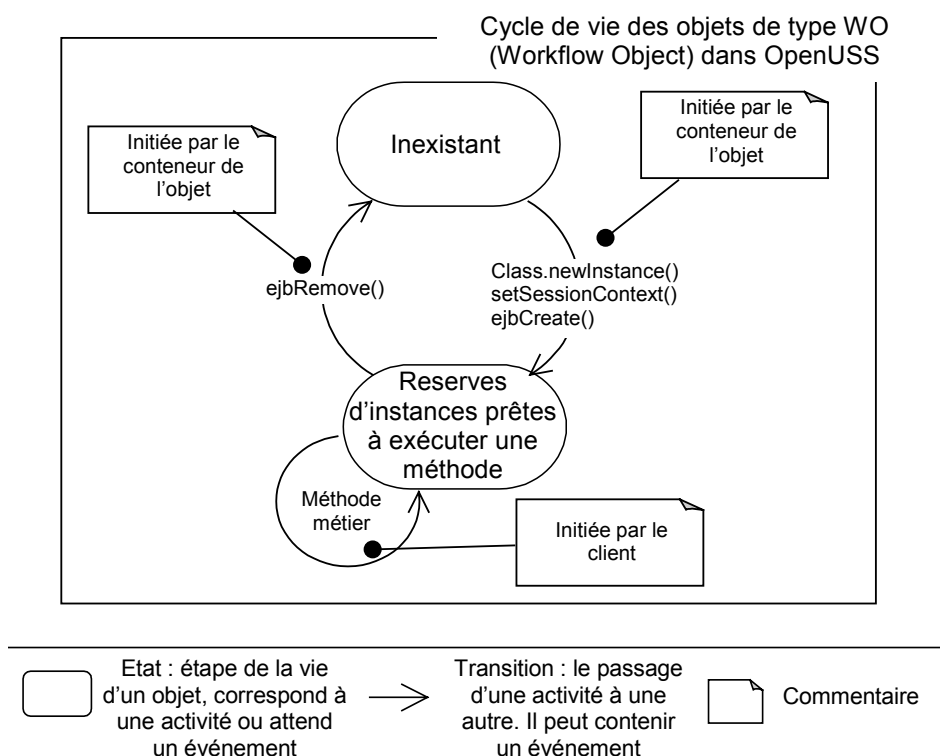 Cycle de vie des objets de type WO
(Workflow Object) dans OpenUSS
Initiée par le
conteneur de
l'objet
Inexistant
Initiée par le
conteneur de
l'objet
ejbRemove()
Class.newInstance()
setSessionContext()
ejbCreate()
Reserves
d'instances prêtes
à exécuter une
méthode
Méthode
métier
Initiée par le
client
Etat : étape de la vie
d'un objet, correspond à
une activité ou attend
un événement
Transition : le passage
d'une activité à une
autre. Il peut contenir
un événement
Commentaire